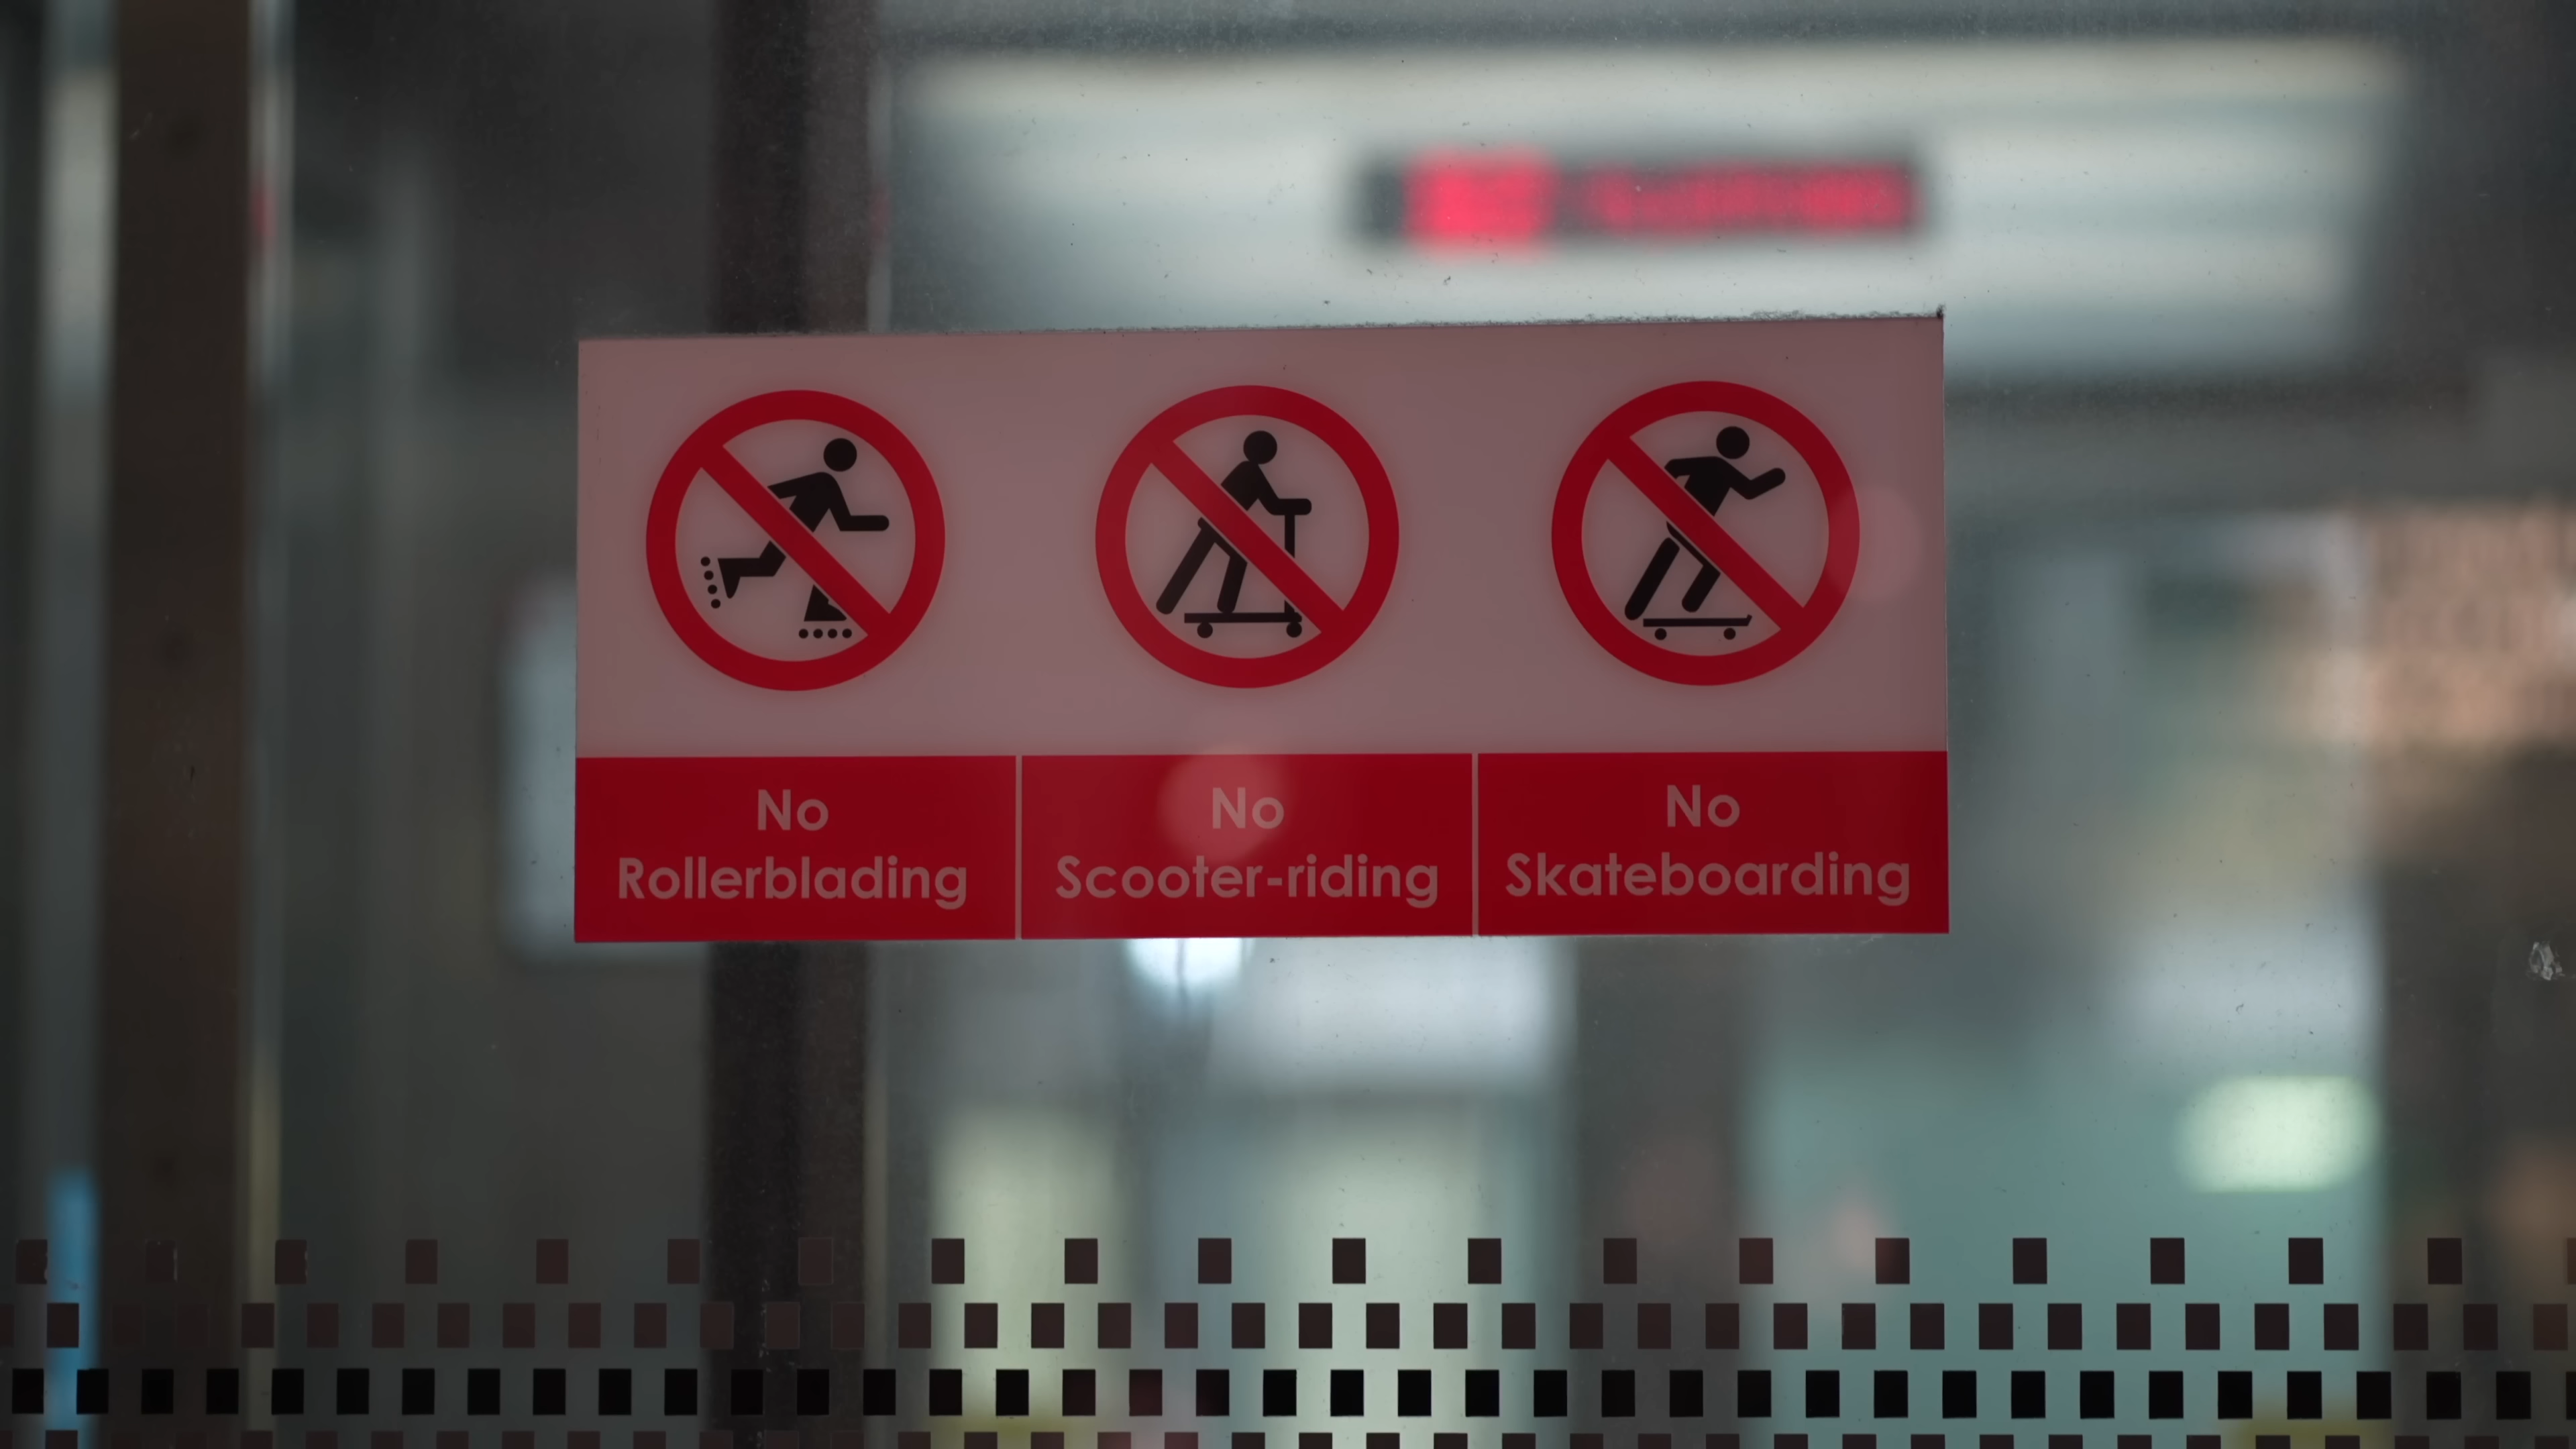 No
Rollerblading
No
Scooter-riding
No
Skateboarding